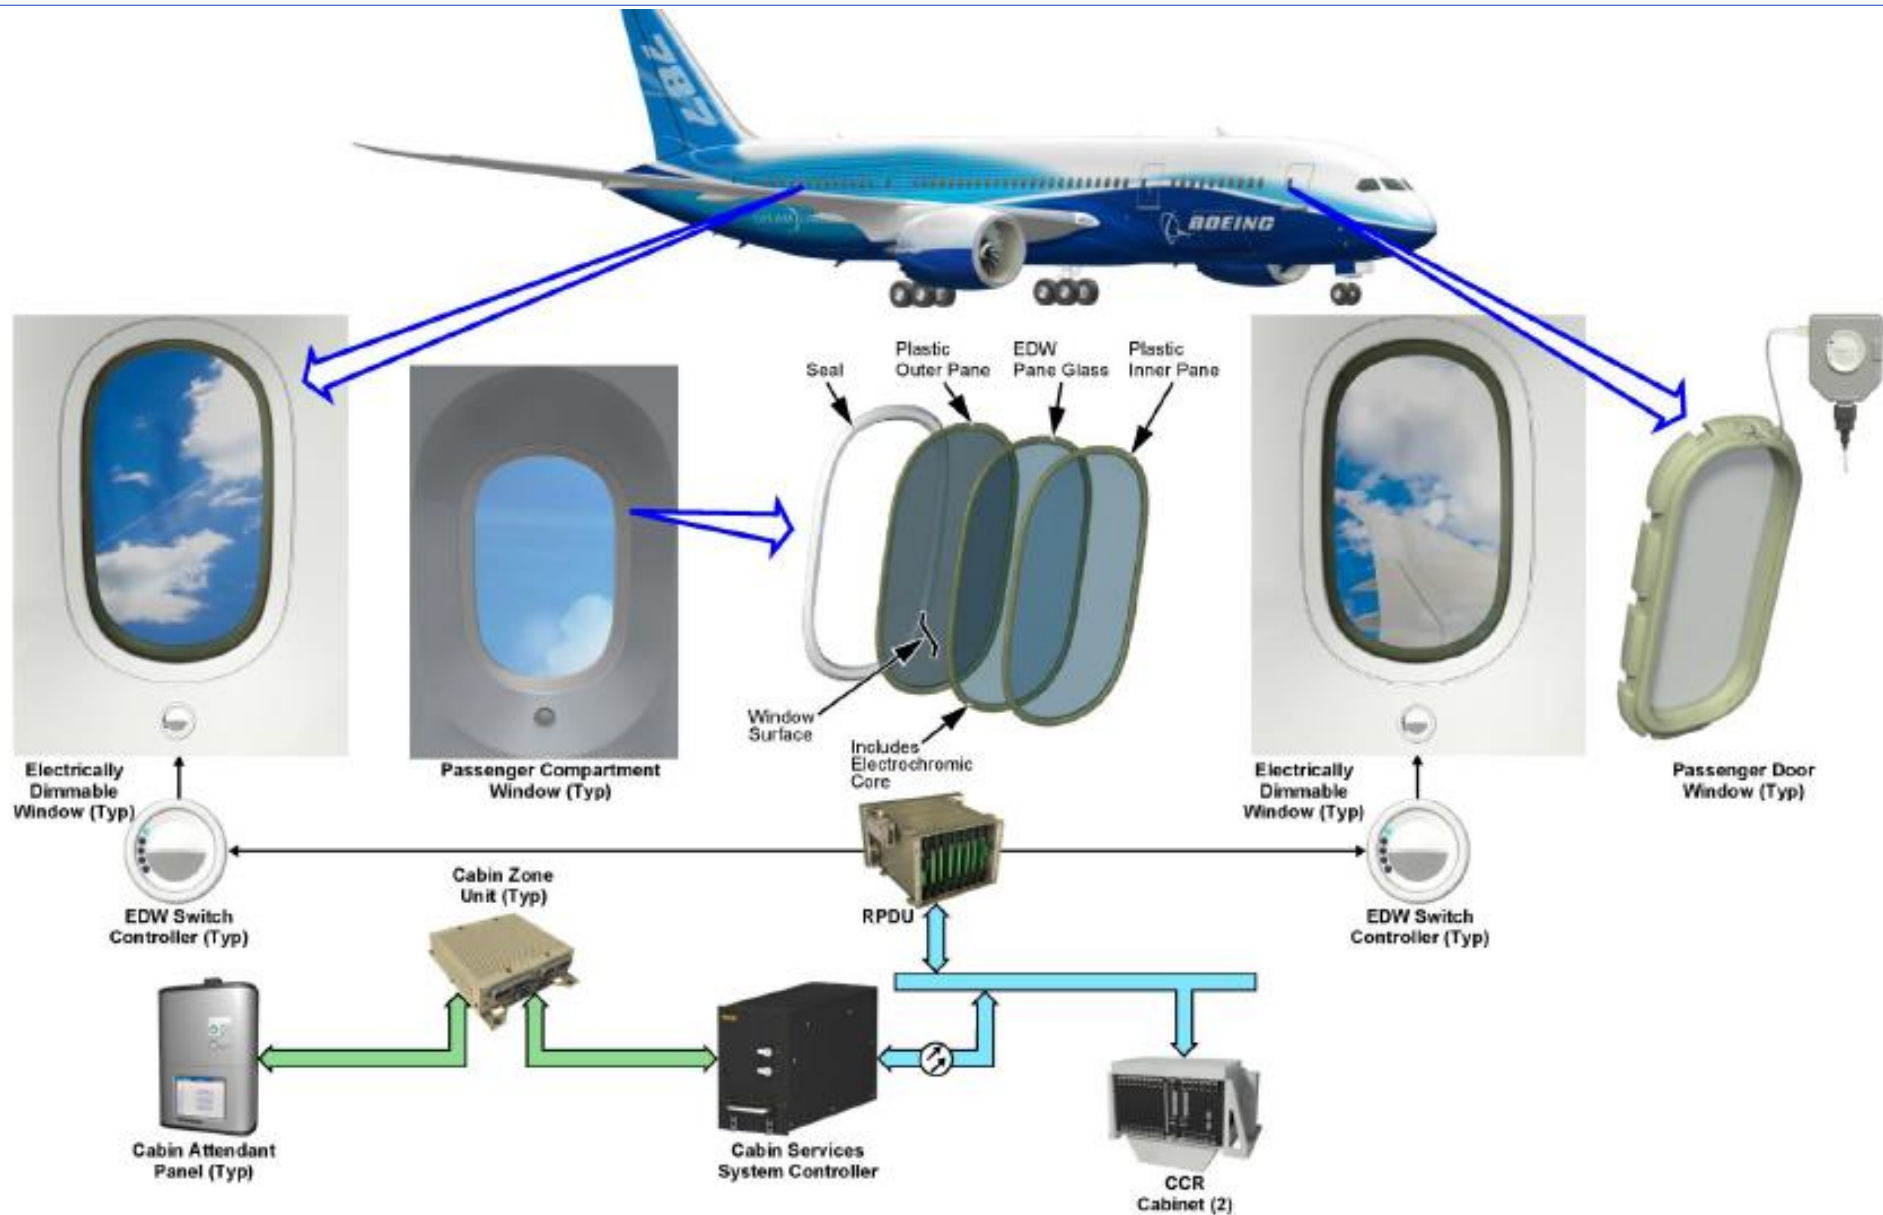 787
BOEING
Seal
Plastic
Outer Pane
EDW
Pane Glass
Plastic
Inner Pane
Window
Surface
Includes
Electrochromic
Core
Electrically
Dimmable
Window (Typ)
Passenger Compartment
Window (Typ)
Electrically
Dimmable
Window (Typ)
Passenger Door
Window (Typ)
EDW Switch
Controller (Typ)
Cabin Zone
Unit (Typ)
RPDU
EDW Switch
Controller (Typ)
Cabin Attendant
Panel (Typ)
Cabin Services
System Controller
CCR
Cabinet (2)